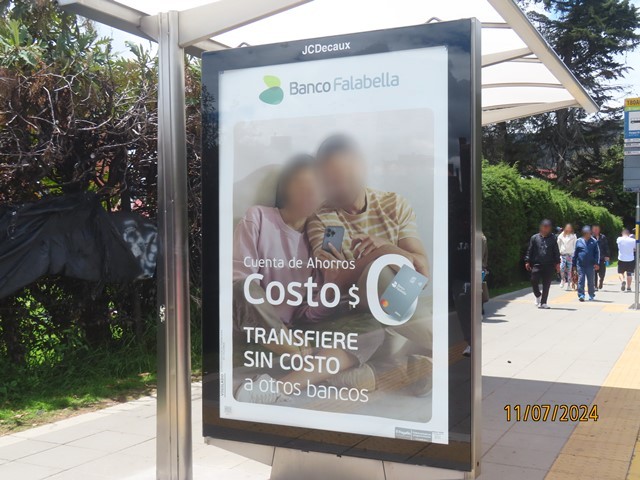 JCDecaux
Banco Falabella
Cuenta de Ahorros
Costo $ 0
TRANSFIERE
SIN COSTO
a otros bancos
11/07/2024